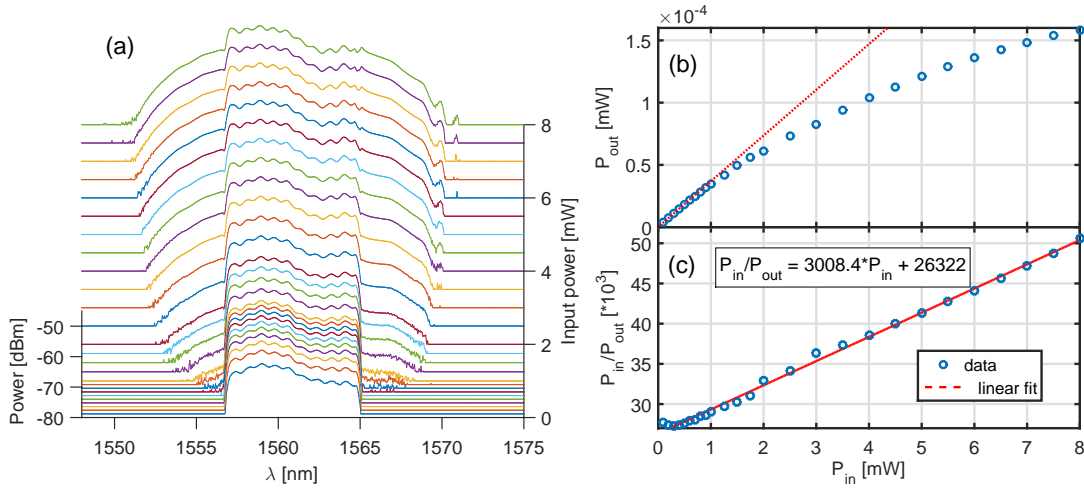 (a)
Power [dBm]
-50
-60
-70
-80
1550
1555
1560
1565
1570
1575
λ [nm]
8
6
4
2
0
Input power [mW]
×10⁻⁴
(b)
P_out [mW]
1.5
1
0.5
0
(c)
P_in/P_out = 3008.4*P_in + 26322
P_in/P_out [*10³]
50
45
40
35
30
data
linear fit
0
1
2
3
4
5
6
7
8
P_in [mW]